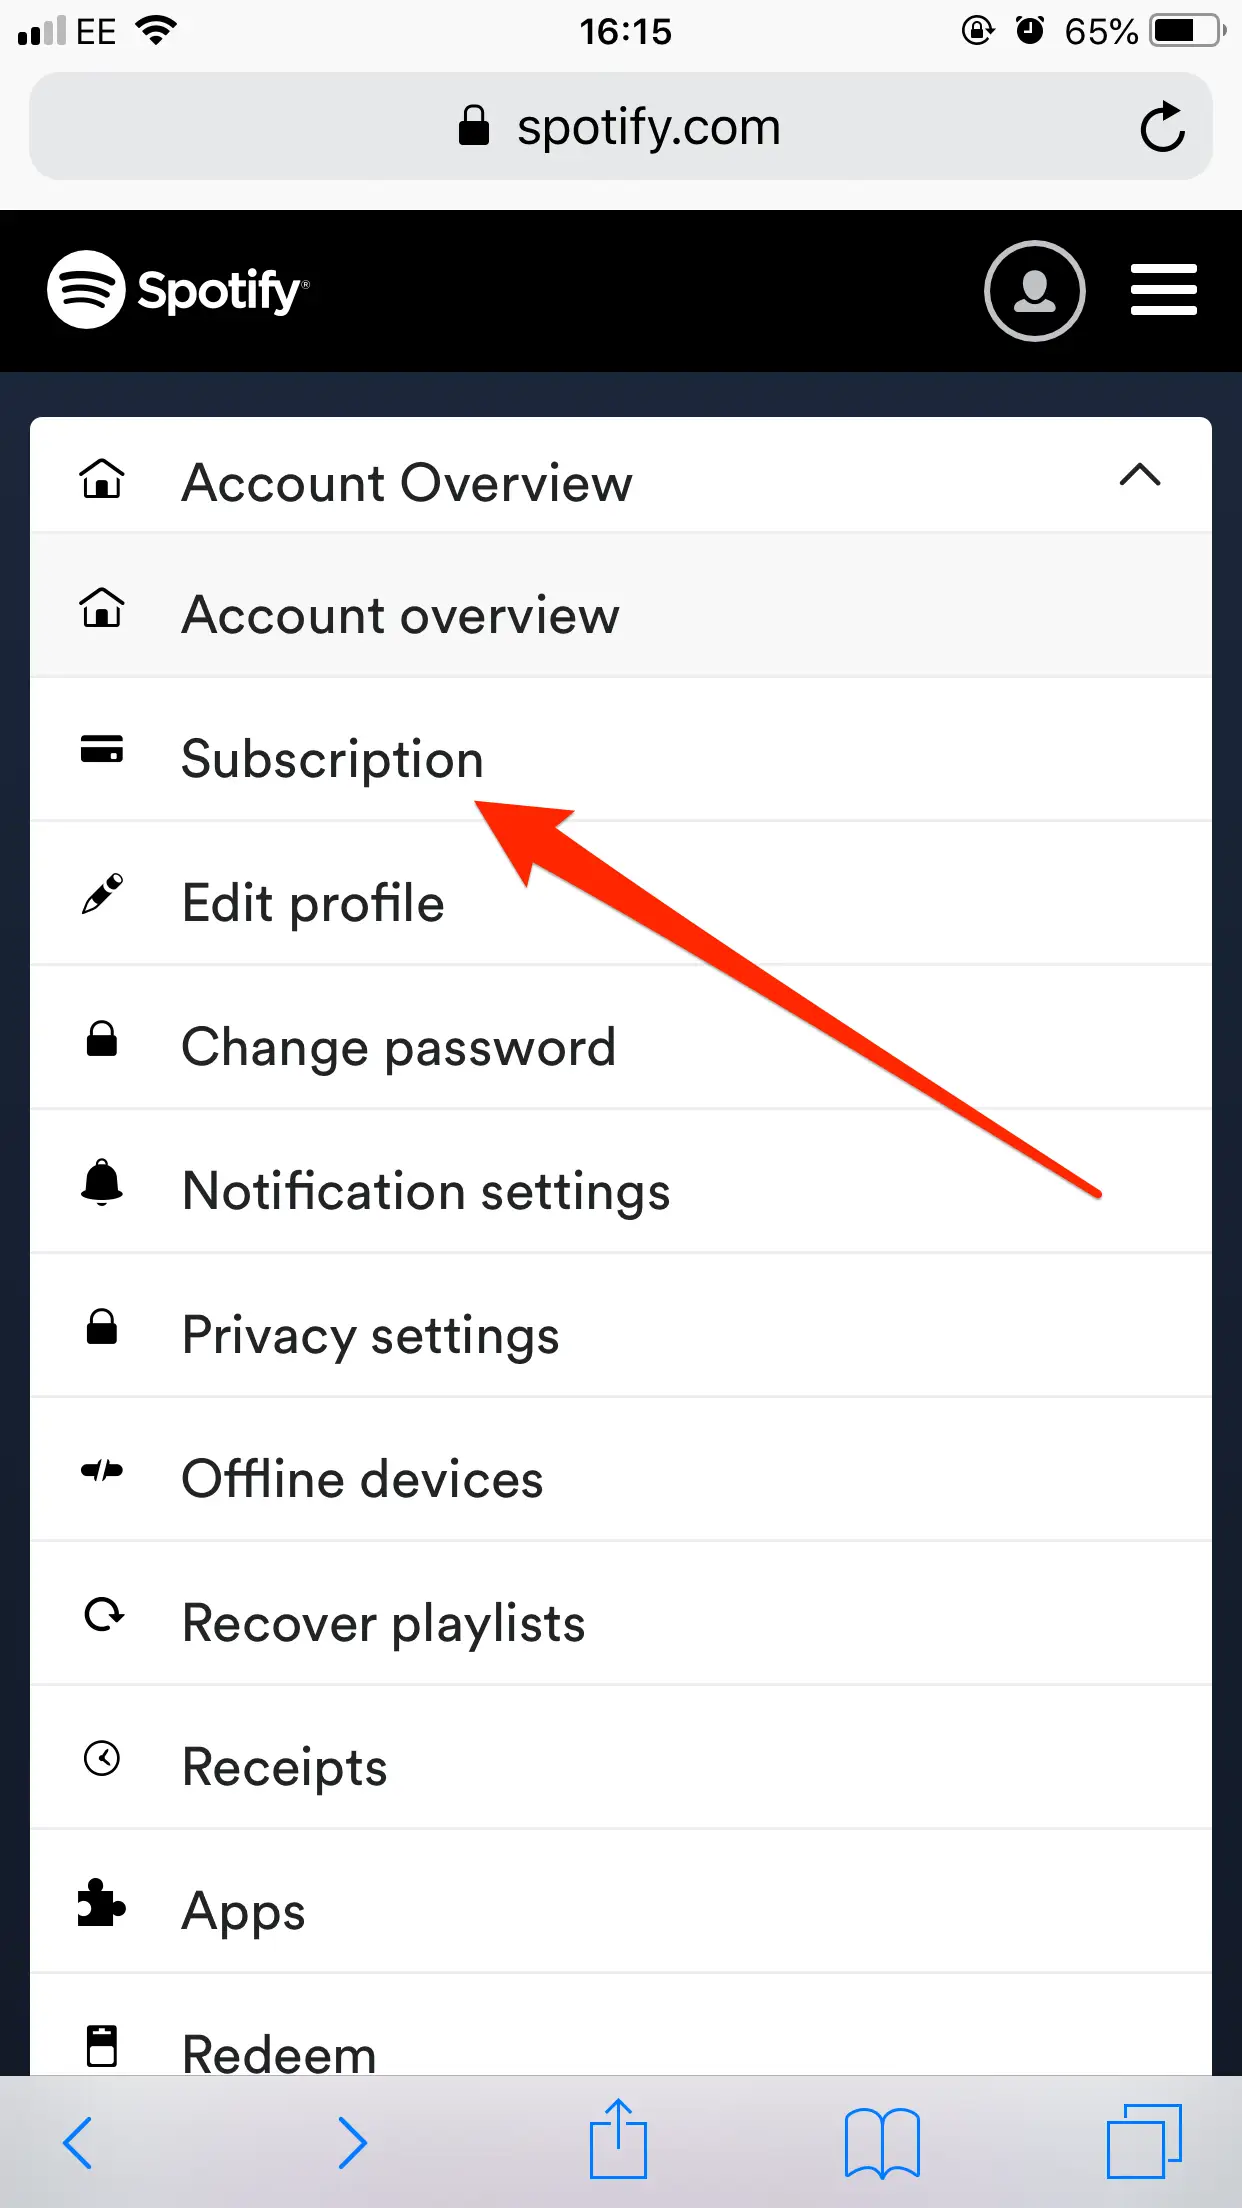 EE 16:15 65%
spotify.com
Spotify®
Account Overview
Account overview
Subscription
Edit profile
Change password
Notification settings
Privacy settings
Offline devices
Recover playlists
Receipts
Apps
Redeem